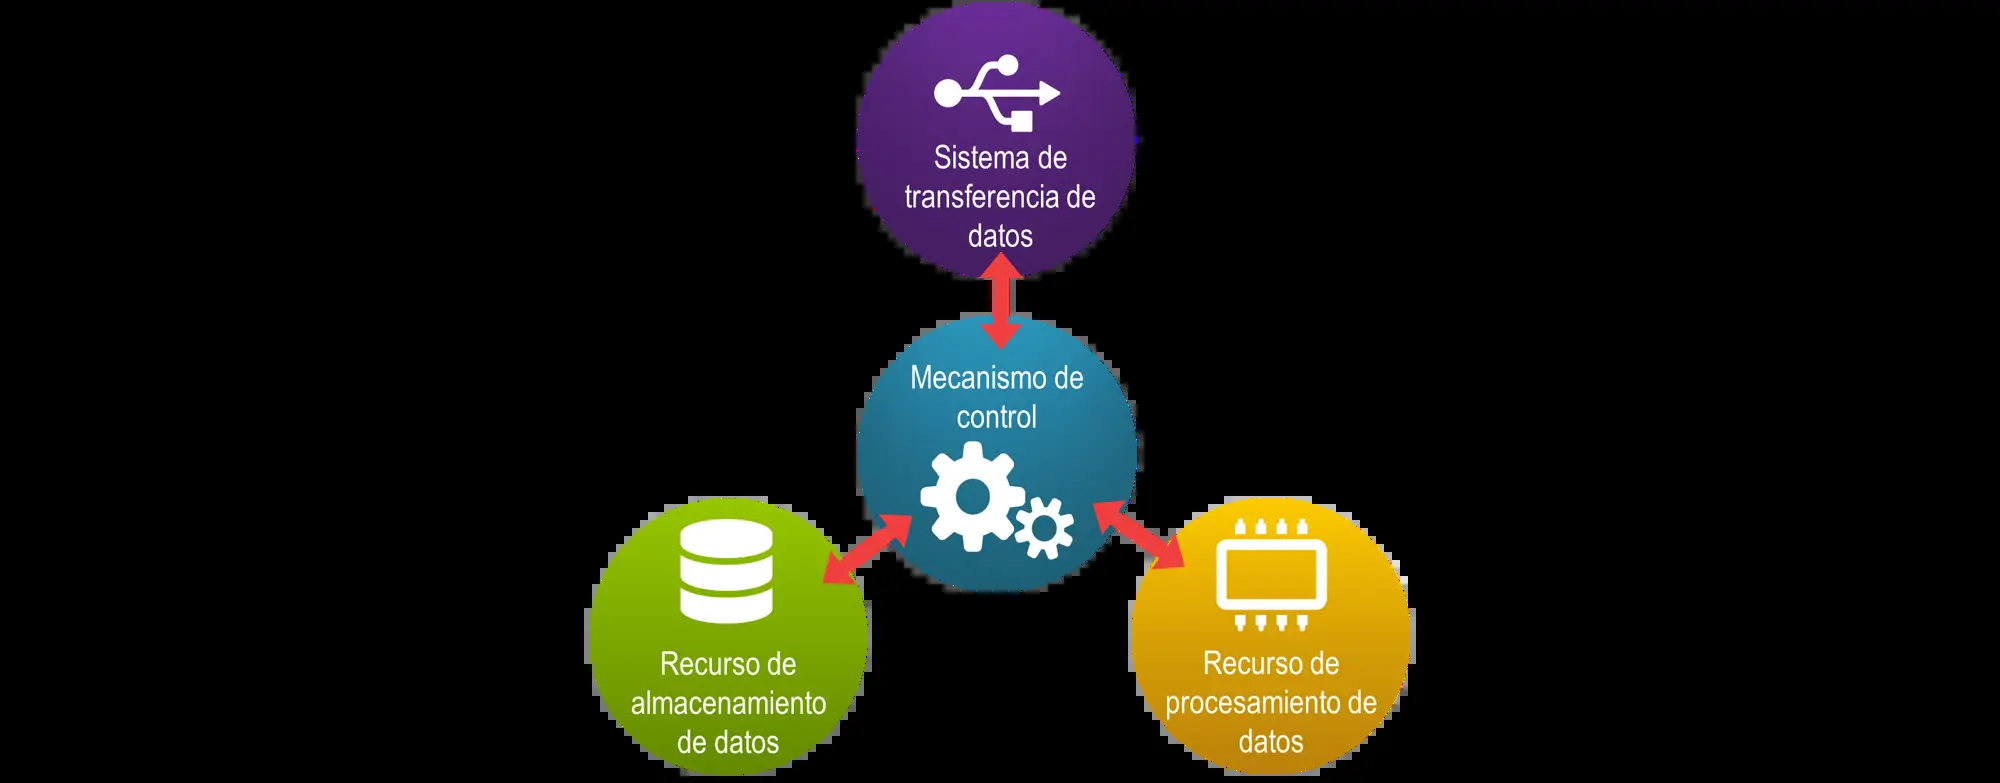 Sistema de
transferencia de
datos
Mecanismo de
control
Recurso de
almacenamiento
de datos
Recurso de
procesamiento de
datos